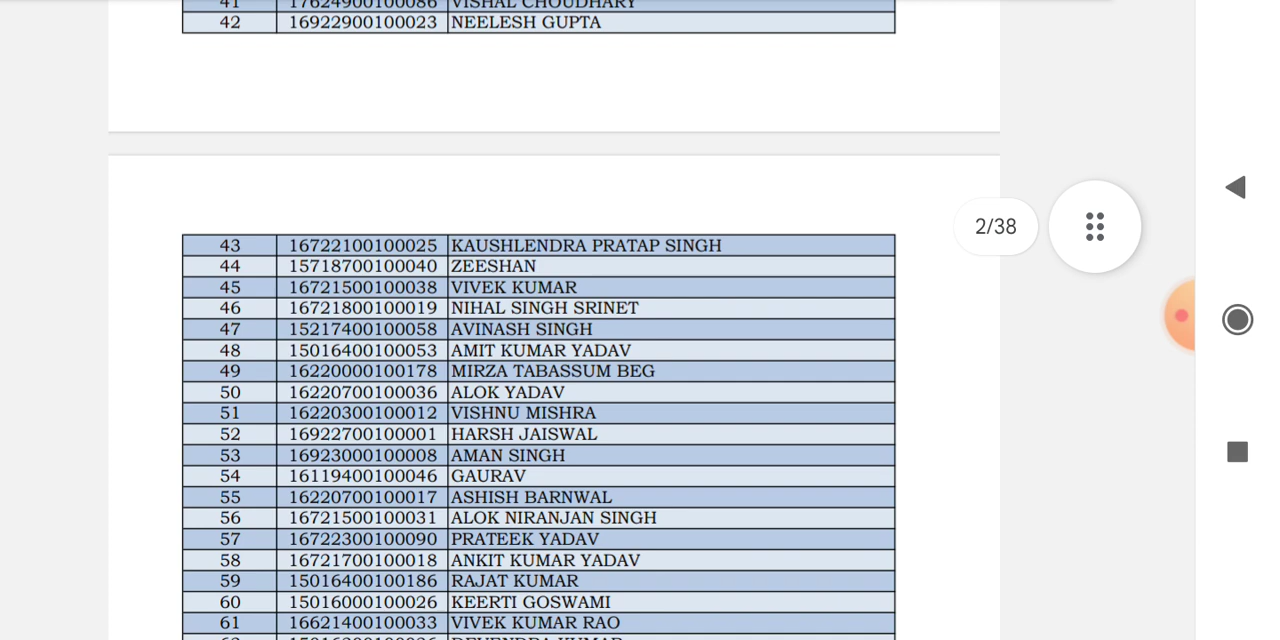 41 17624900100086 VISHAL CHOUDHARY
42 16922900100023 NEELESH GUPTA
2/38
43 16722100100025 KAUSHLENDRA PRATAP SINGH
44 15718700100040 ZEESHAN
45 16721500100038 VIVEK KUMAR
46 16721800100019 NIHAL SINGH SRINET
47 15217400100058 AVINASH SINGH
48 15016400100053 AMIT KUMAR YADAV
49 16220000100178 MIRZA TABASSUM BEG
50 16220700100036 ALOK YADAV
51 16220300100012 VISHNU MISHRA
52 16922700100001 HARSH JAISWAL
53 16923000100008 AMAN SINGH
54 16119400100046 GAURAV
55 16220700100017 ASHISH BARNWAL
56 16721500100031 ALOK NIRANJAN SINGH
57 16722300100090 PRATEEK YADAV
58 16721700100018 ANKIT KUMAR YADAV
59 15016400100186 RAJAT KUMAR
60 15016000100026 KEERTI GOSWAMI
61 16621400100033 VIVEK KUMAR RAO